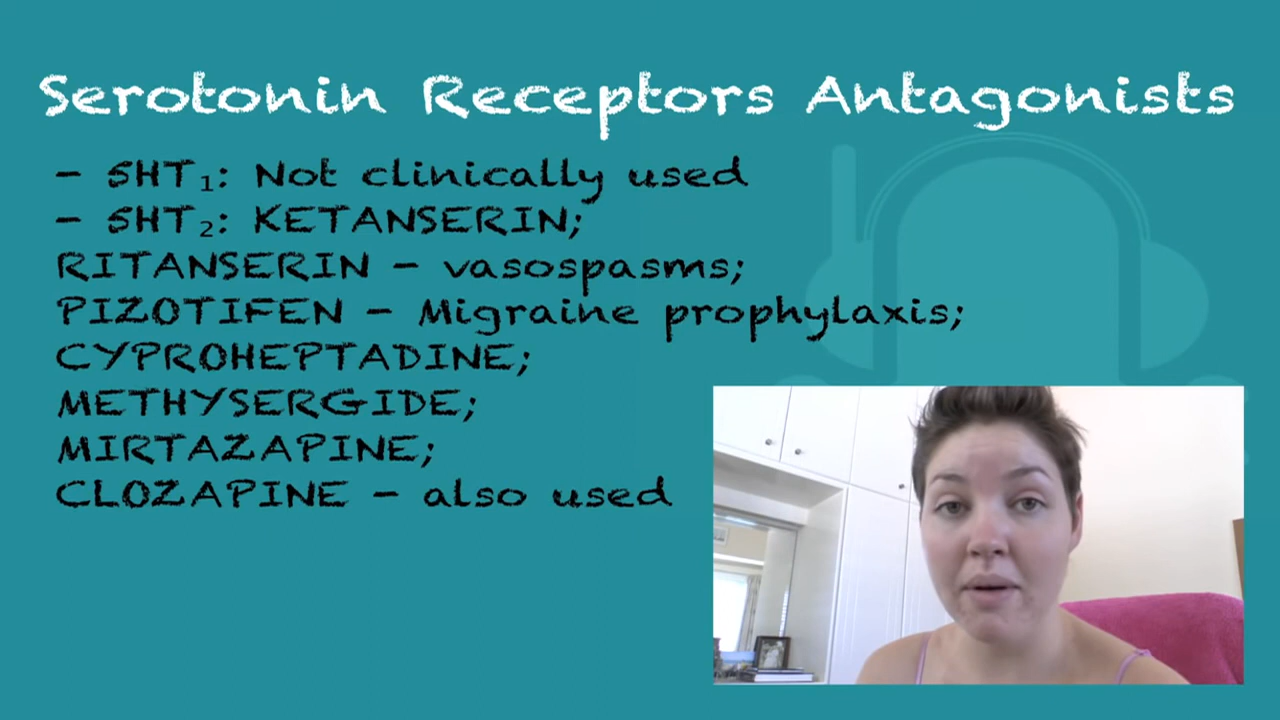 Serotonin Receptors Antagonists
- 5HT₁: Not clinically used
- 5HT₂: KETANSERIN;
RITANSERIN - vasospasms;
PIZOTIFEN - Migraine prophylaxis;
CYPROHEPTADINE;
METHYSERGIDE;
MIRTAZAPINE;
CLOZAPINE - also used